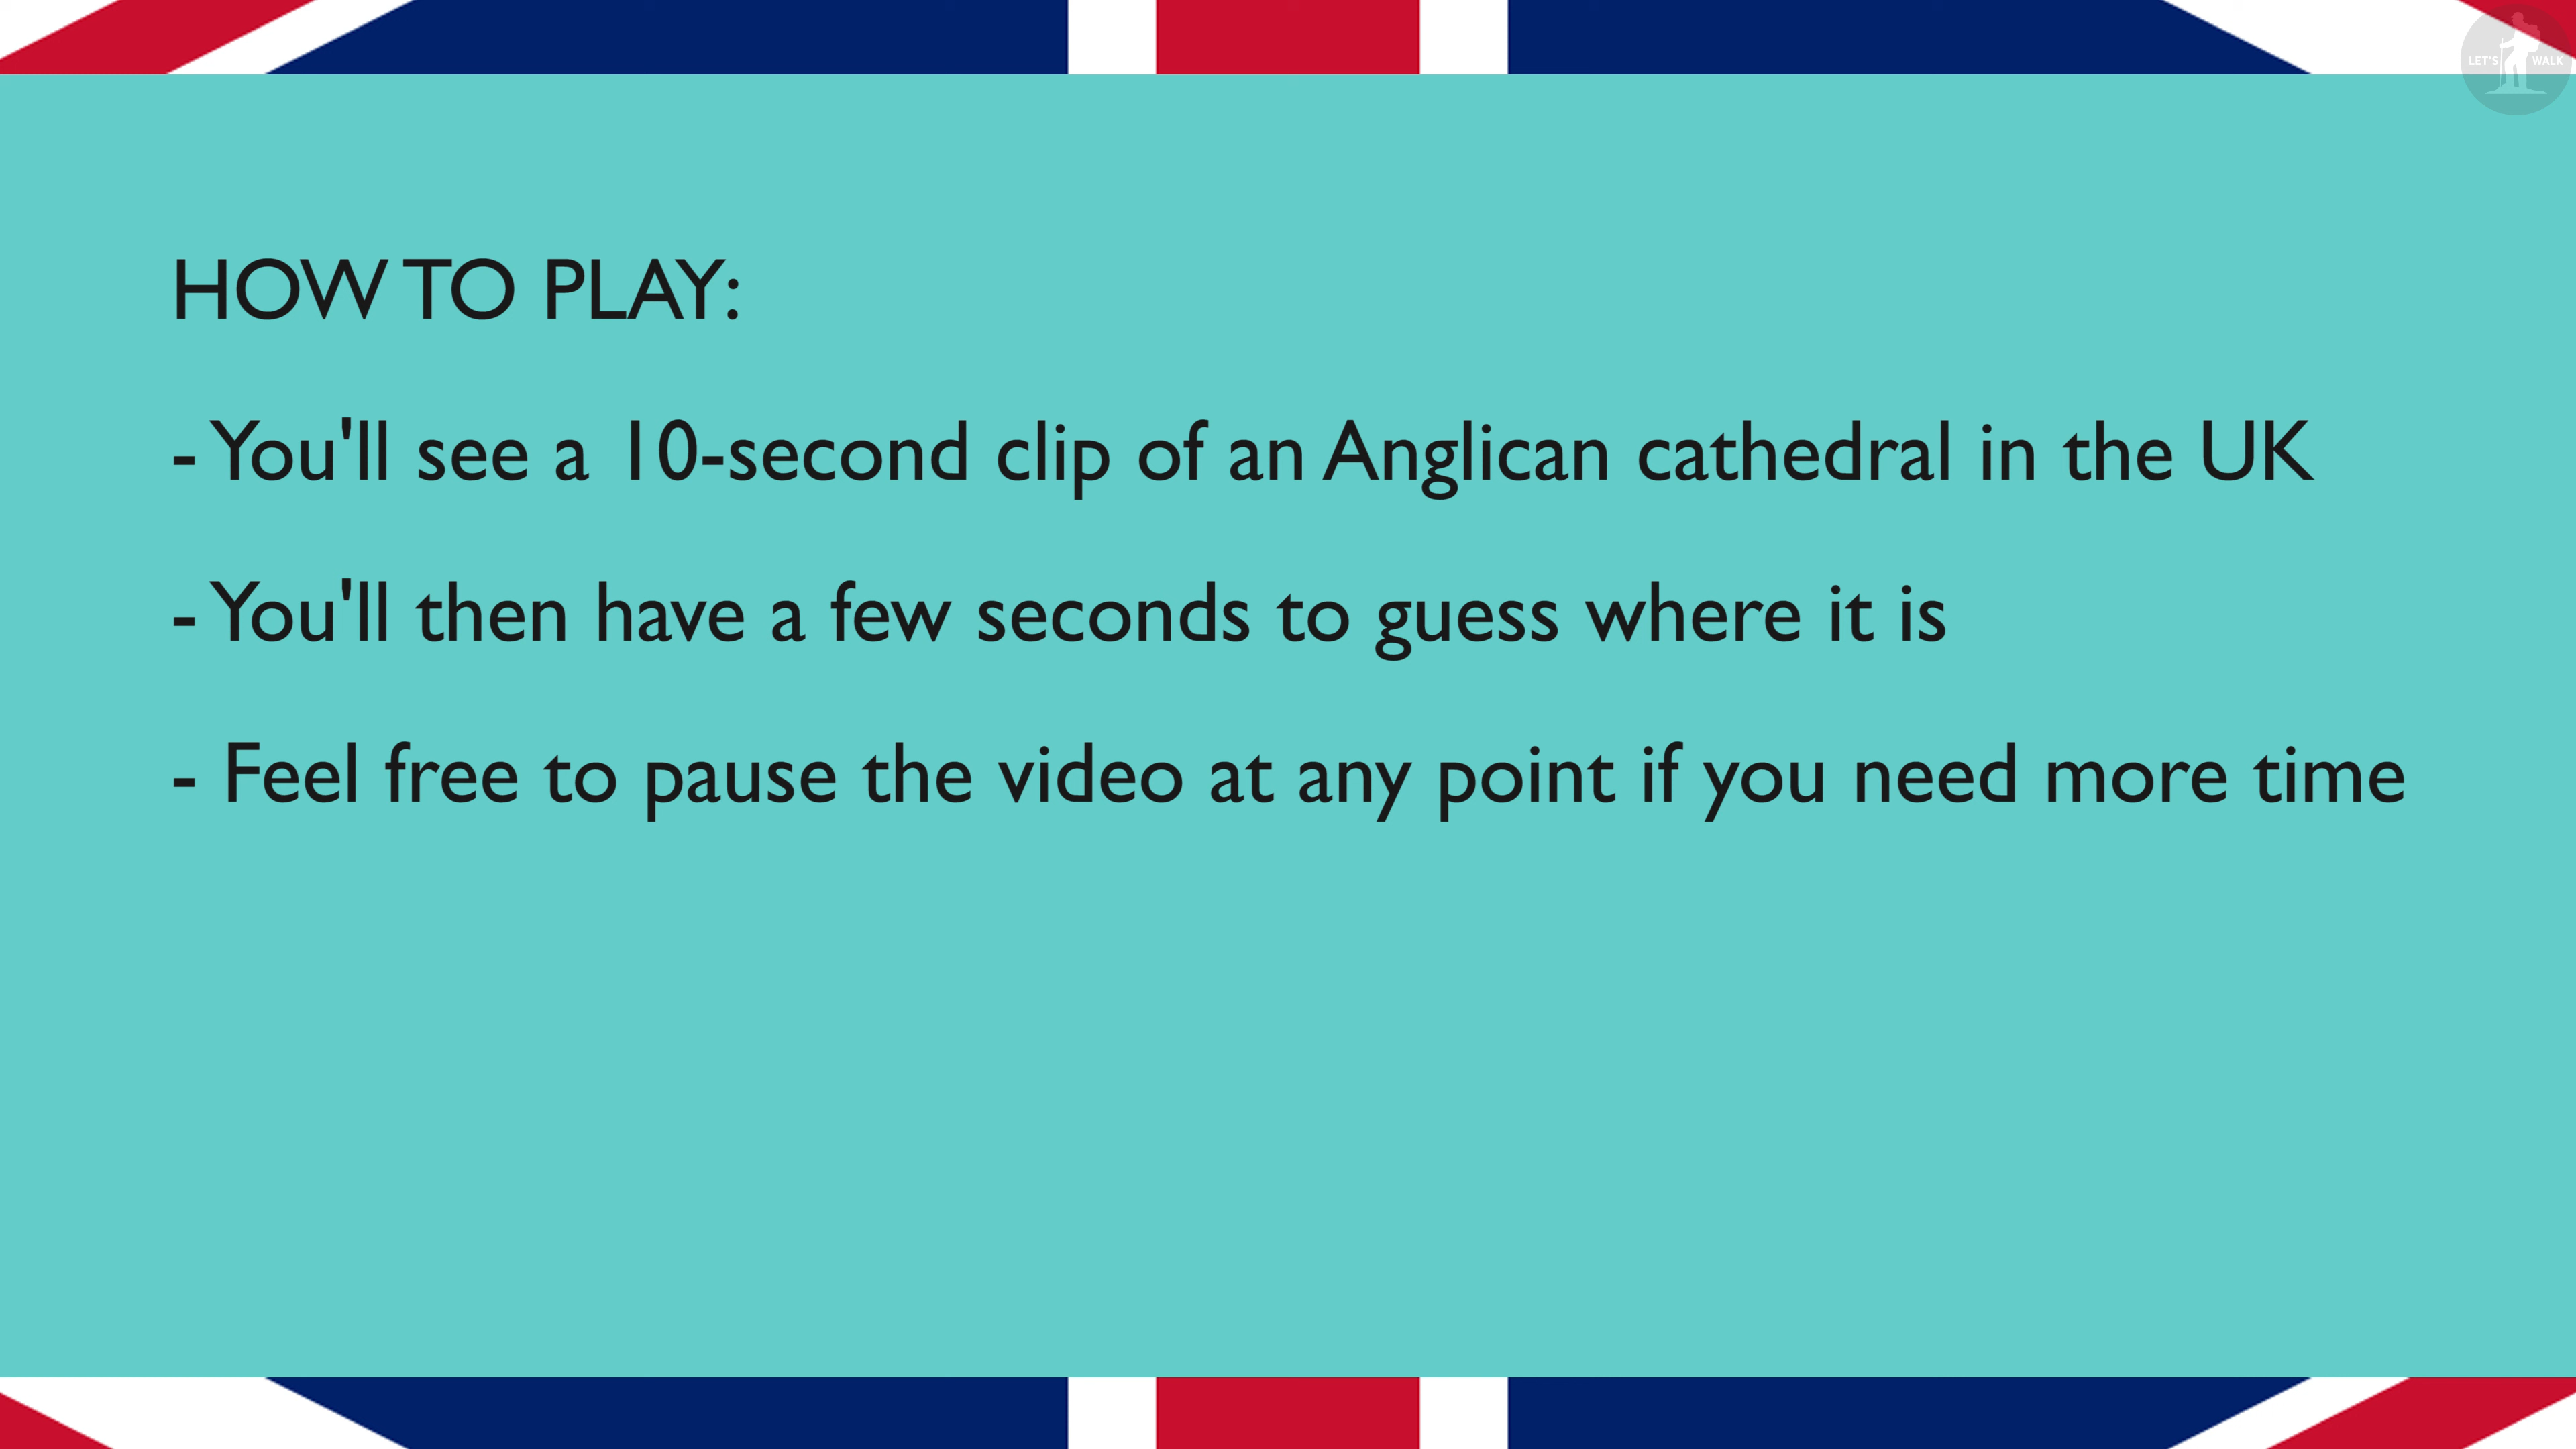 LET'S WALK
HOW TO PLAY:
- You'll see a 10-second clip of an Anglican cathedral in the UK
- You'll then have a few seconds to guess where it is
- Feel free to pause the video at any point if you need more time